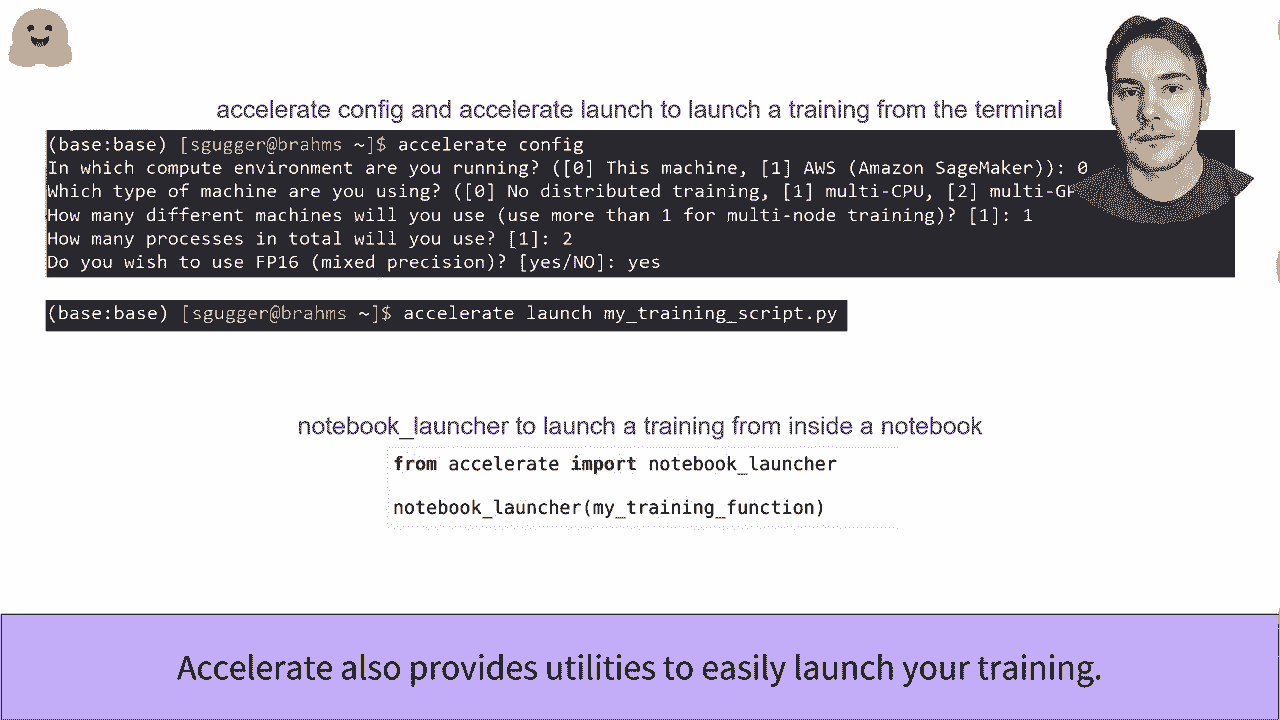 accelerate config and accelerate launch to launch a training from the terminal
(base:base) [sgugger@brahms ~]$ accelerate config
In which compute environment are you running? ([0] This machine, [1] AWS (Amazon SageMaker)): 0
Which type of machine are you using? ([0] No distributed training, [1] multi-CPU, [2] multi-GP
How many different machines will you use (use more than 1 for multi-node training)? [1]: 1
How many processes in total will you use? [1]: 2
Do you wish to use FP16 (mixed precision)? [yes/NO]: yes
(base:base) [sgugger@brahms ~]$ accelerate launch my_training_script.py
notebook_launcher to launch a training from inside a notebook
from accelerate import notebook_launcher
notebook_launcher(my_training_function)
Accelerate also provides utilities to easily launch your training.